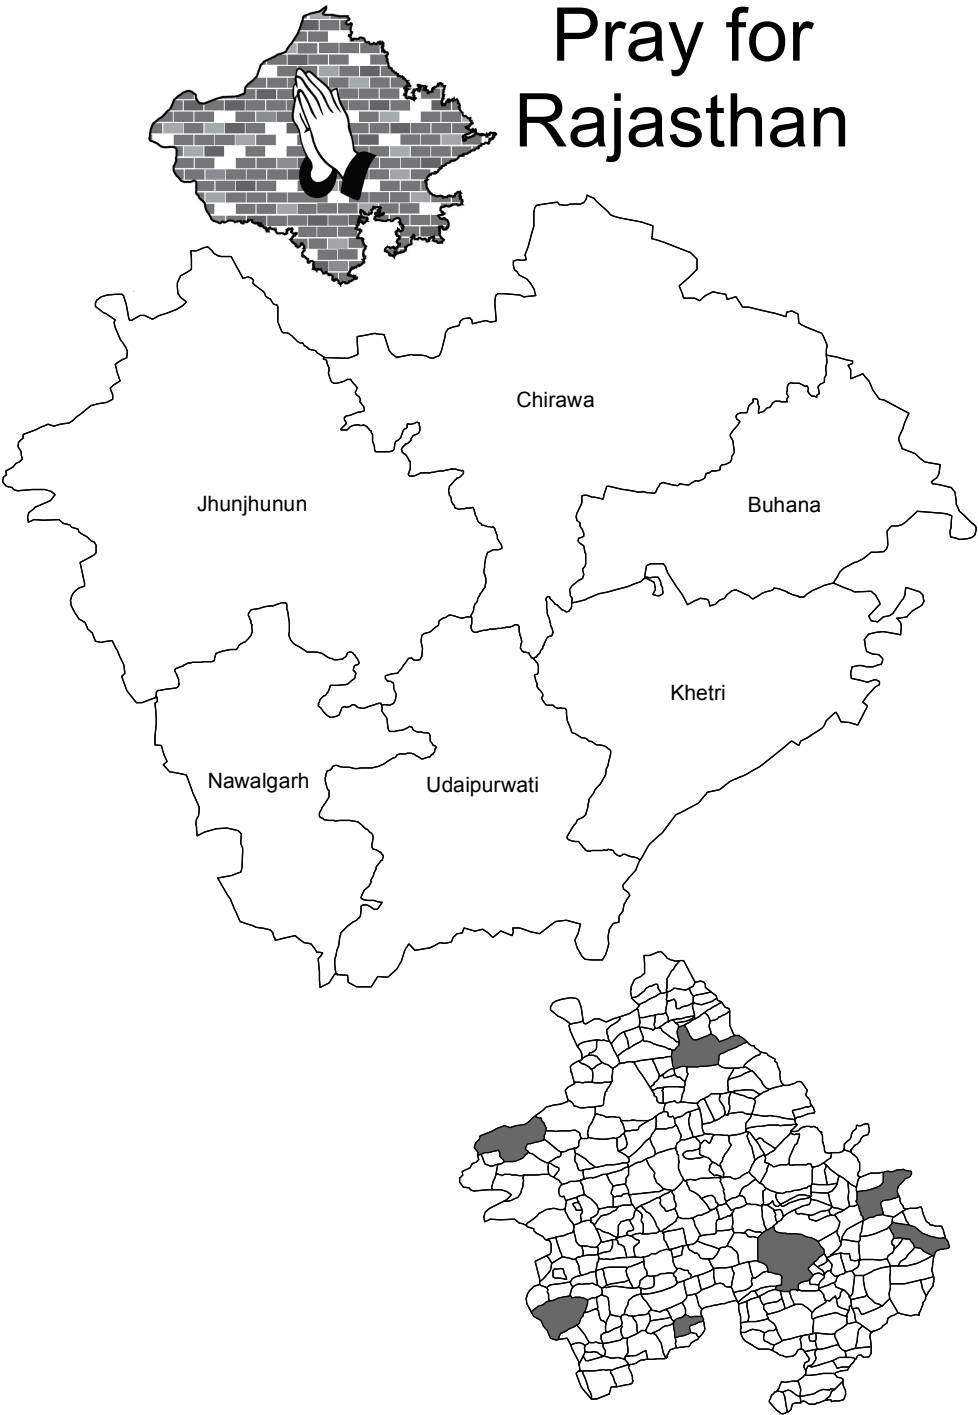 Pray for
Rajasthan
Chirawa
Jhunjhunun
Buhana
Khetri
Nawalgarh
Udaipurwati